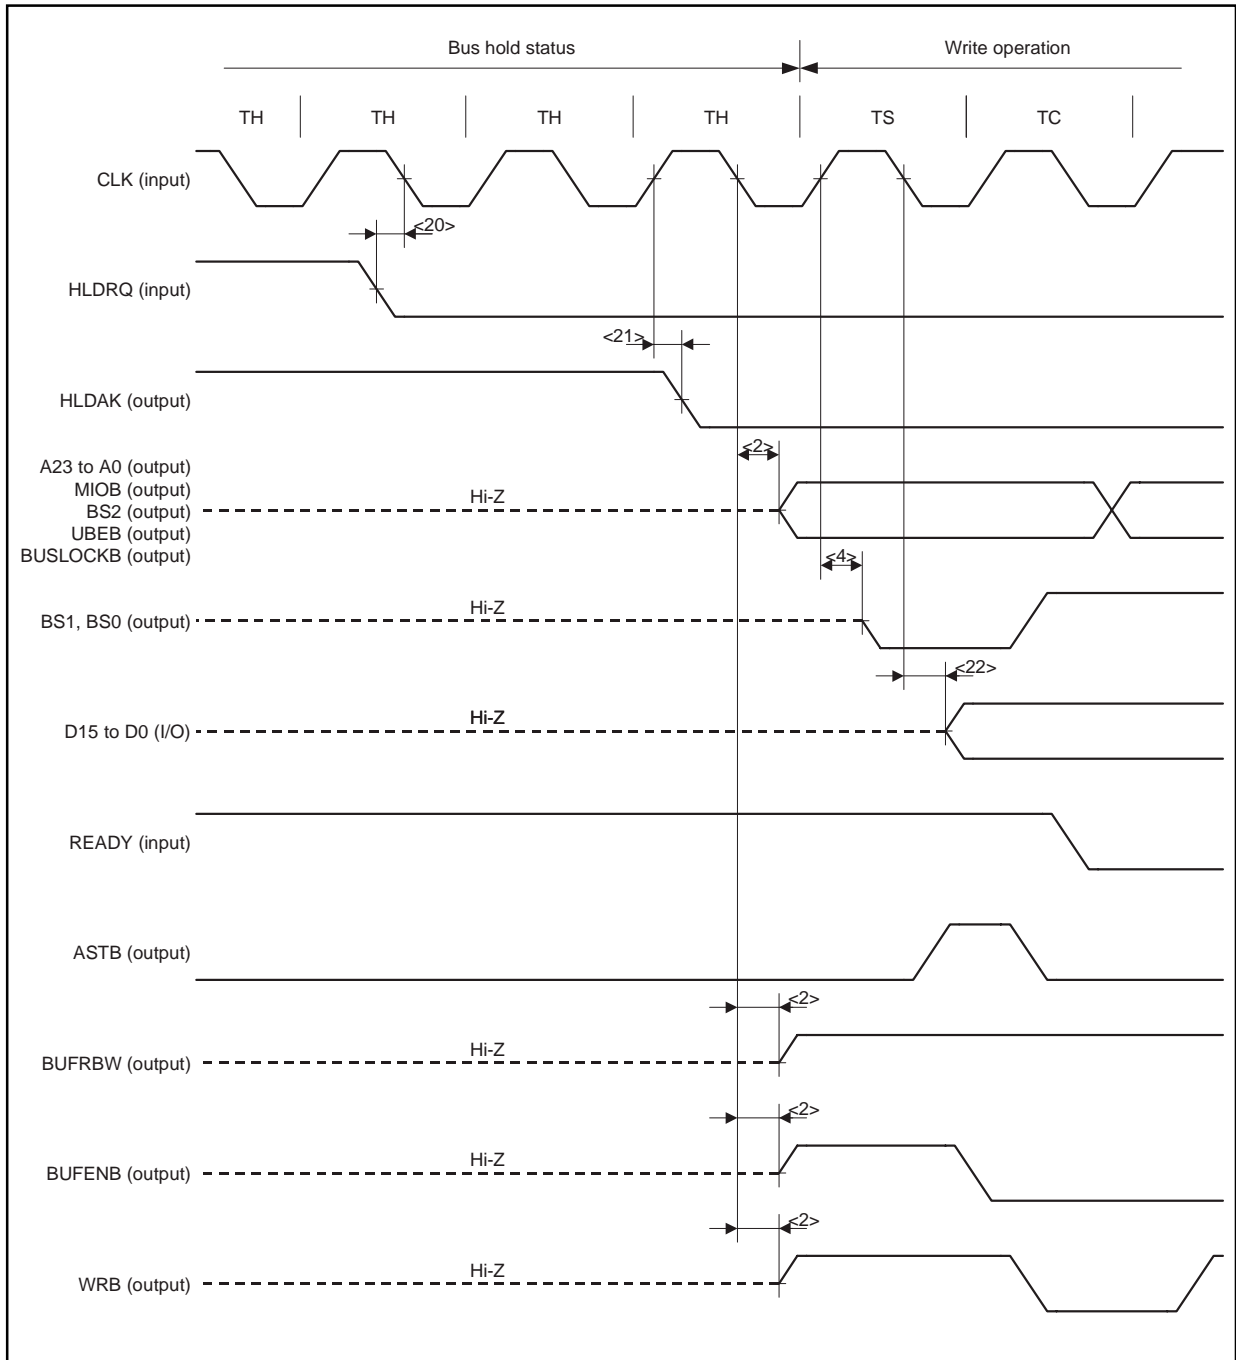 Bus hold status
Write operation
TH
TH
TH
TH
TS
TC
CLK (input)
<20>
HLDRQ (input)
<21>
HLDAK (output)
<2>
A23 to A0 (output)
MIOB (output)
Hi-Z
BS2 (output)
UBEB (output)
BUSLOCKB (output)
<4>
Hi-Z
BS1, BS0 (output)
<22>
Hi-Z
D15 to D0 (I/O)
READY (input)
ASTB (output)
<2>
Hi-Z
BUFRBW (output)
<2>
Hi-Z
BUFENB (output)
<2>
Hi-Z
WRB (output)